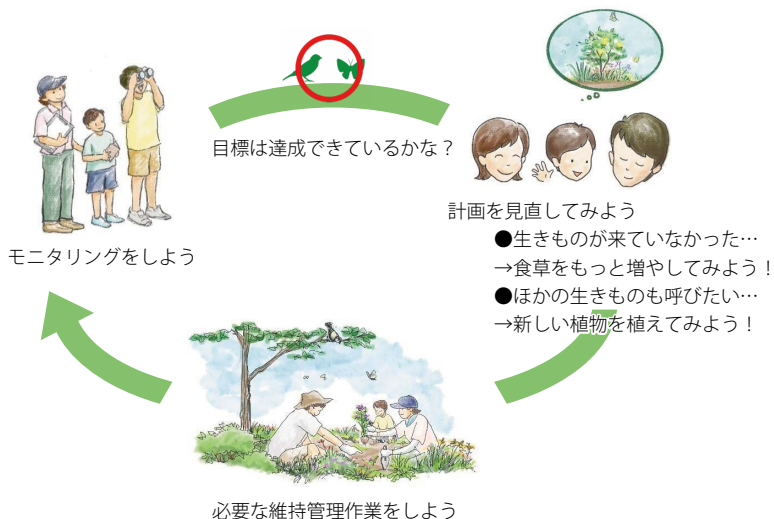 目標は達成できているかな？
計画を見直してみよう
●生きものが来ていなかった…
→食草をもっと増やしてみよう！
●ほかの生きものも呼びたい…
→新しい植物を植えてみよう！
モニタリングをしよう
必要な維持管理作業をしよう